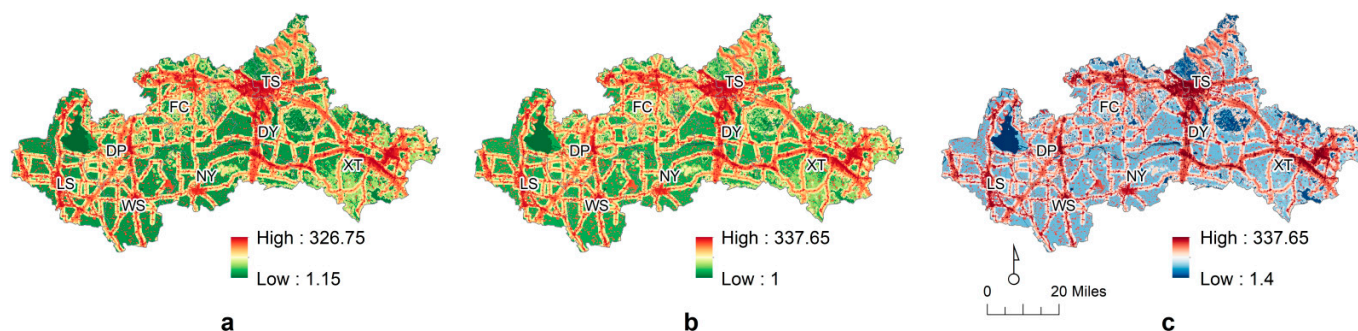 TS
FC
DY
DP
XT
LS
NY
WS
High : 326.75
Low : 1.15
a
TS
FC
DY
DP
XT
LS
NY
WS
High : 337.65
Low : 1
b
TS
FC
DY
DP
XT
LS
NY
WS
High : 337.65
Low : 1.4
0 20 Miles
c